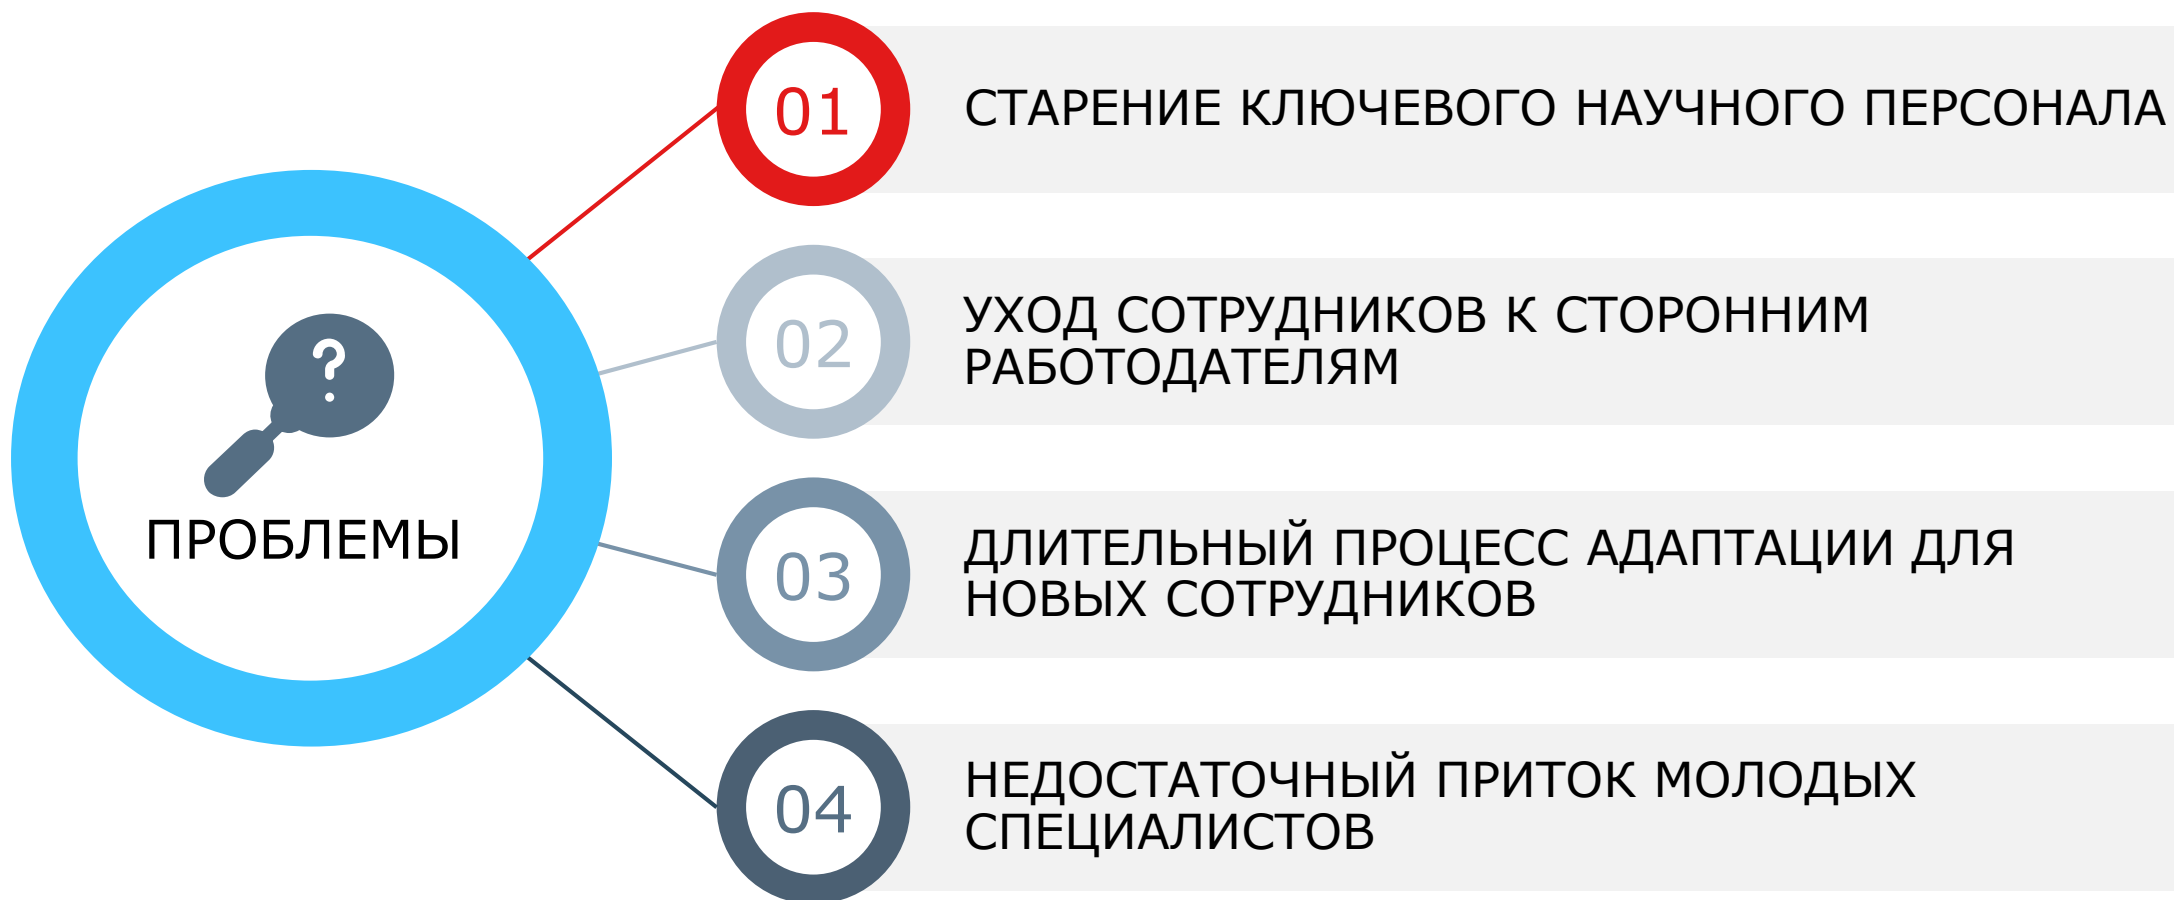 01
СТАРЕНИЕ КЛЮЧЕВОГО НАУЧНОГО ПЕРСОНАЛА
02
УХОД СОТРУДНИКОВ К СТОРОННИМ
РАБОТОДАТЕЛЯМ
?
ПРОБЛЕМЫ
03
ДЛИТЕЛЬНЫЙ ПРОЦЕСС АДАПТАЦИИ ДЛЯ
НОВЫХ СОТРУДНИКОВ
04
НЕДОСТАТОЧНЫЙ ПРИТОК МОЛОДЫХ
СПЕЦИАЛИСТОВ